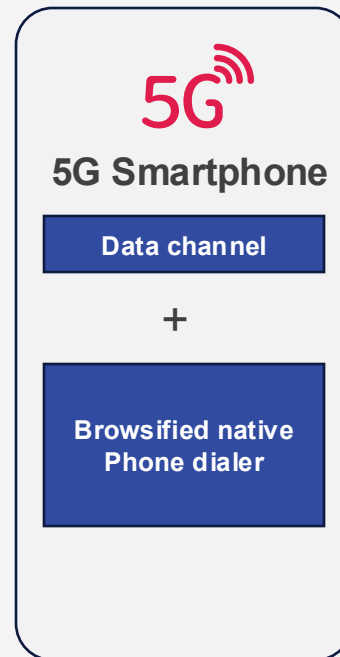 5G
5G Smartphone
Data channel
+
Browsified native
Phone dialer